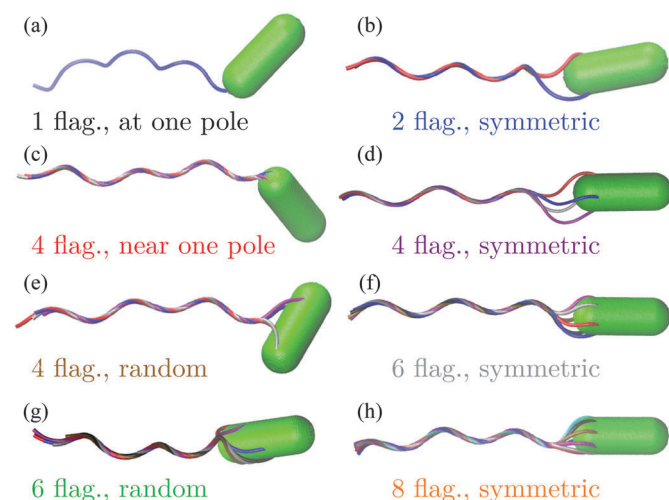 (a)
1 flag., at one pole
(b)
2 flag., symmetric
(c)
4 flag., near one pole
(d)
4 flag., symmetric
(e)
4 flag., random
(f)
6 flag., symmetric
(g)
6 flag., random
(h)
8 flag., symmetric